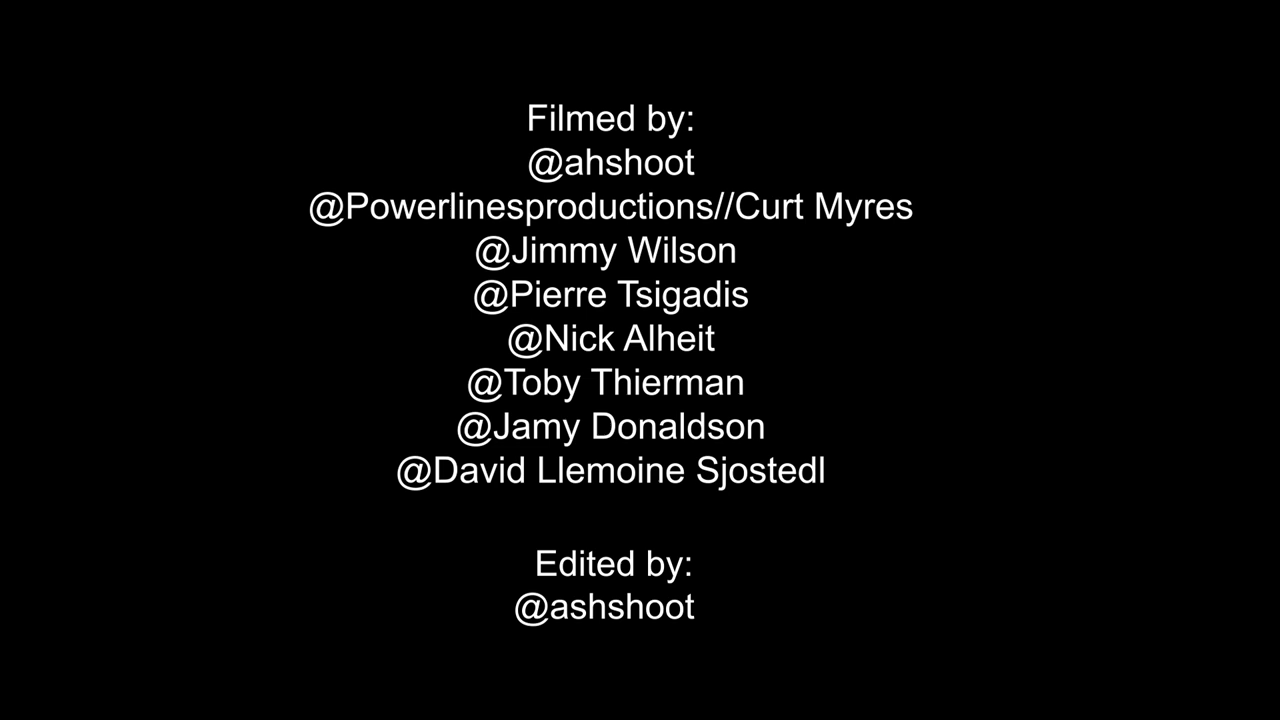 Filmed by:
@ahshoot
@Powerlinesproductions//Curt Myres
@Jimmy Wilson
@Pierre Tsigadis
@Nick Alheit
@Toby Thierman
@Jamy Donaldson
@David Llemoine Sjostedl
Edited by:
@ashshoot